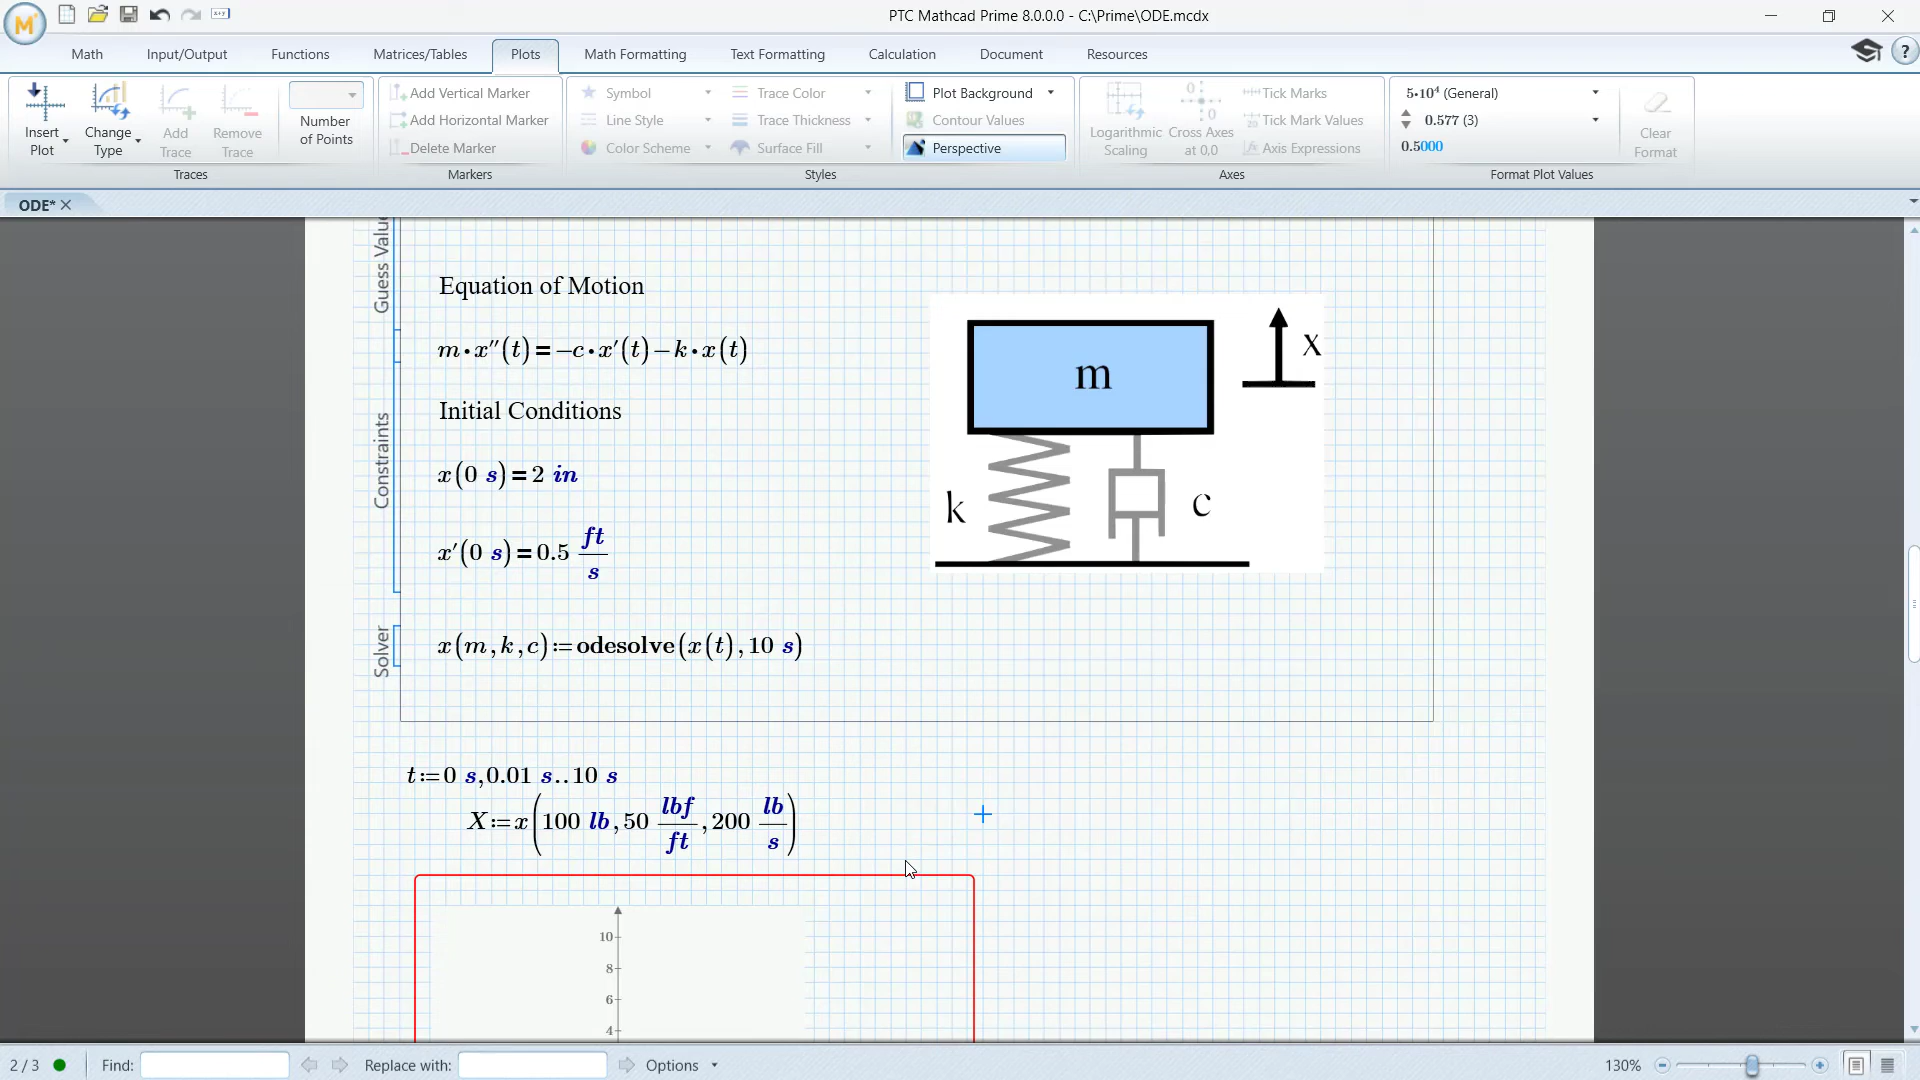 PTC Mathcad Prime 8.0.0.0 - C:\Prime\ODE.mcdx
Math Input/Output Functions Matrices/Tables Plots Math Formatting Text Formatting Calculation Document Resources
Insert Plot
Change Type
Add Trace
Remove Trace
Number of Points
Traces
Add Vertical Marker
Add Horizontal Marker
Delete Marker
Markers
Symbol
Line Style
Color Scheme
Trace Color
Trace Thickness
Surface Fill
Plot Background
Contour Values
Perspective
Styles
Logarithmic Scaling
Cross Axes at 0,0
Tick Marks
Tick Mark Values
Axis Expressions
Axes
5•10⁴ (General)
0.577 (3)
0.5000
Clear Format
Format Plot Values
ODE*
Guess Valu
Equation of Motion
m•x″(t)=−c•x′(t)−k•x(t)
Constraints
Initial Conditions
x(0 s)=2 in
x′(0 s)=0.5 ft/s
Solver
x(m,k,c):=odesolve(x(t),10 s)
m
x
k
c
t:=0 s,0.01 s..10 s
X:=x(100 lb,50 lbf/ft,200 lb/s)
10
8
6
4
2 / 3 Find: Replace with: Options 130%